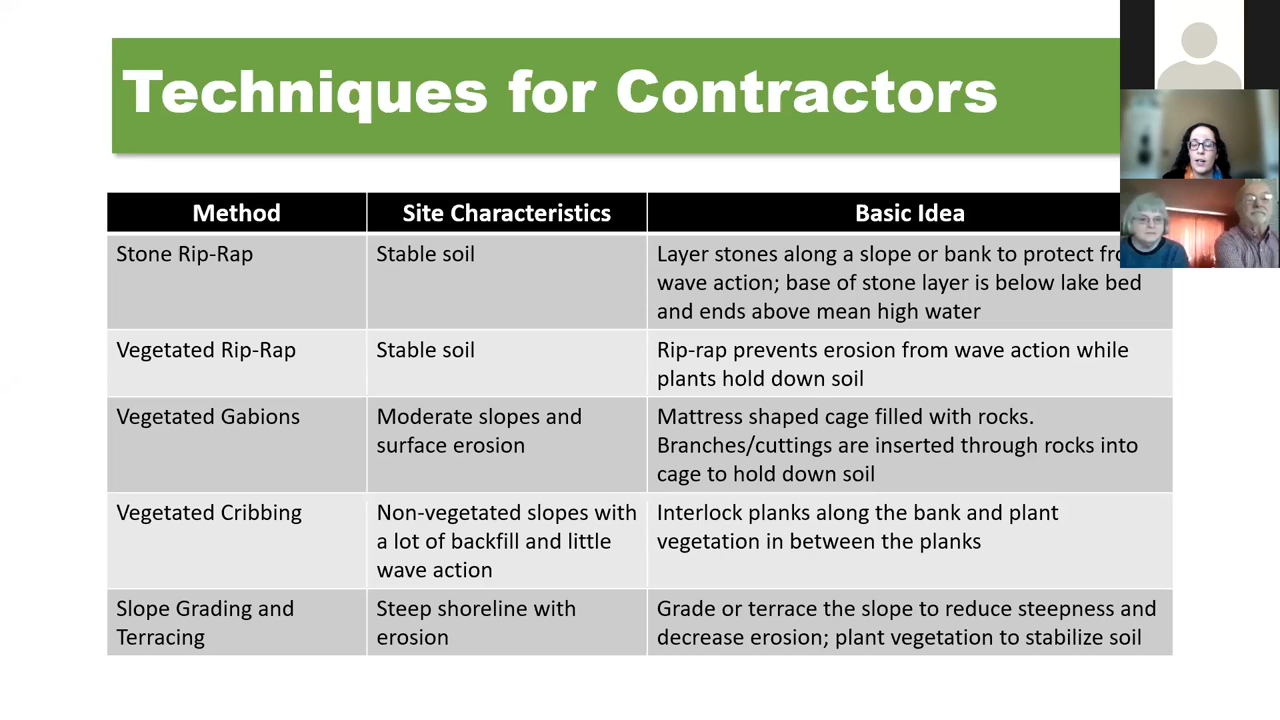 Techniques for Contractors
Method Site Characteristics Basic Idea
Stone Rip-Rap
Stable soil
Layer stones along a slope or bank to protect
wave action; base of stone layer is below lake bed
and ends above mean high water
Vegetated Rip-Rap
Stable soil
Rip-rap prevents erosion from wave action while
plants hold down soil
Vegetated Gabions
Moderate slopes and
surface erosion
Mattress shaped cage filled with rocks.
Branches/cuttings are inserted through rocks into
cage to hold down soil
Vegetated Cribbing
Non-vegetated slopes with
a lot of backfill and little
wave action
Interlock planks along the bank and plant
vegetation in between the planks
Slope Grading and
Terracing
Steep shoreline with
erosion
Grade or terrace the slope to reduce steepness and
decrease erosion; plant vegetation to stabilize soil